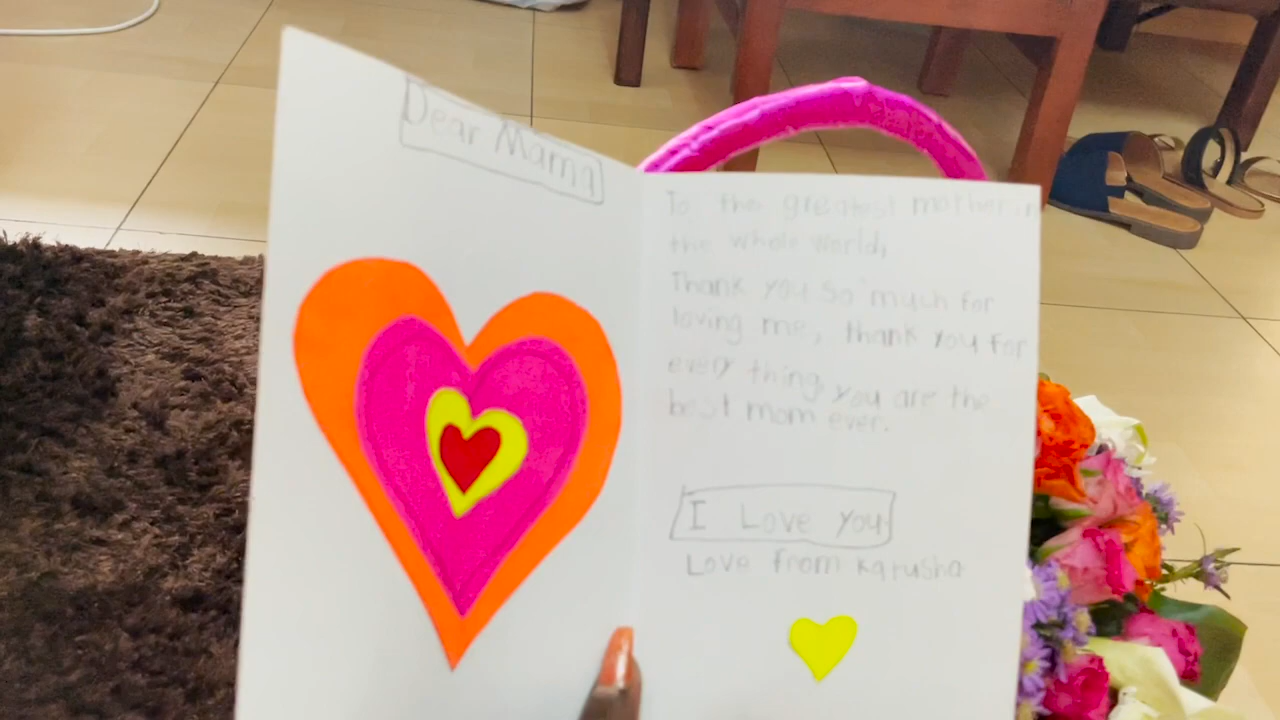 Dear Mama
To the greatest mother in
the whole world,
Thank you so much for
loving me, thank you for
every thing you are the
best mom ever.
I Love you
Love from Karusha